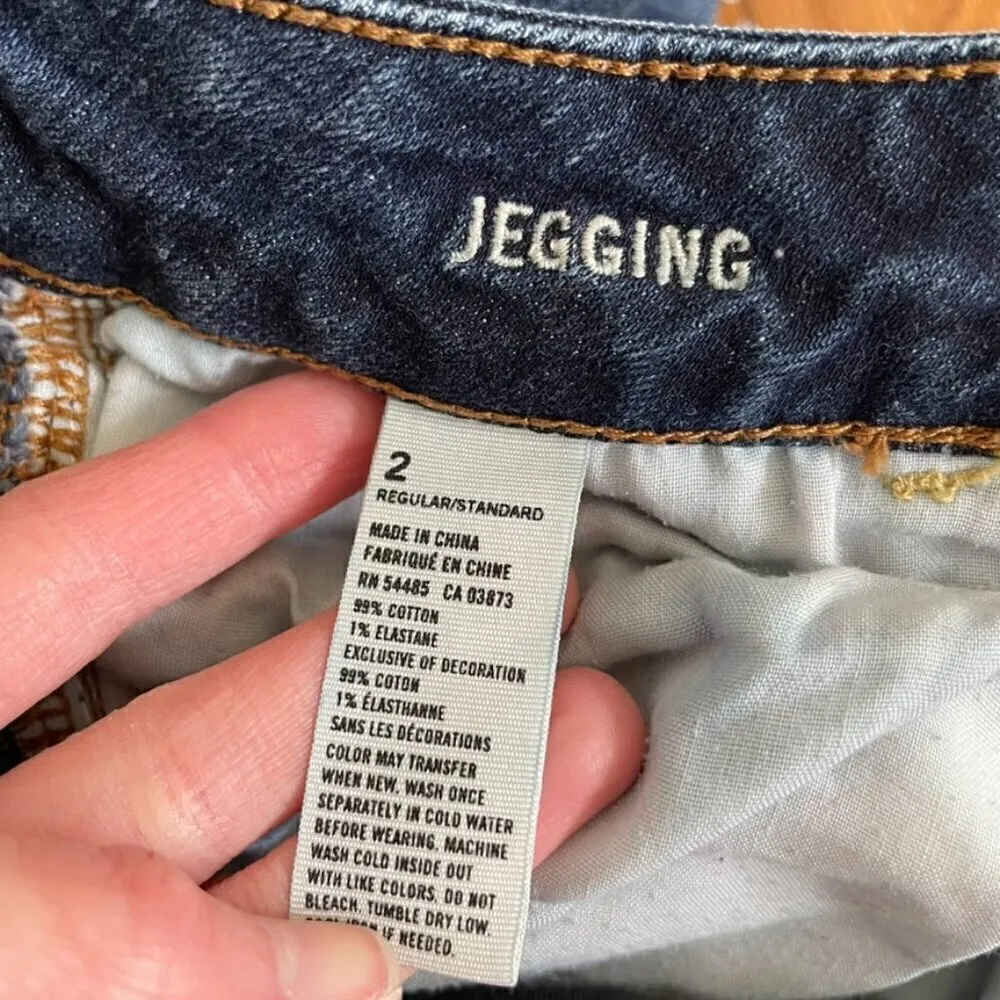 JEGGING
2
REGULAR/STANDARD
MADE IN CHINA
FABRIQUÉ EN CHINE
RN 54485 CA 03873
99% COTTON
1% ELASTANE
EXCLUSIVE OF DECORATION
99% COTON
1% ÉLASTHANNE
SANS LES DÉCORATIONS
COLOR MAY TRANSFER
WHEN NEW, WASH ONCE
SEPARATELY IN COLD WATER
BEFORE WEARING. MACHINE
WASH COLD INSIDE OUT
WITH LIKE COLORS. DO NOT
BLEACH. TUMBLE DRY LOW.
IF NEEDED.